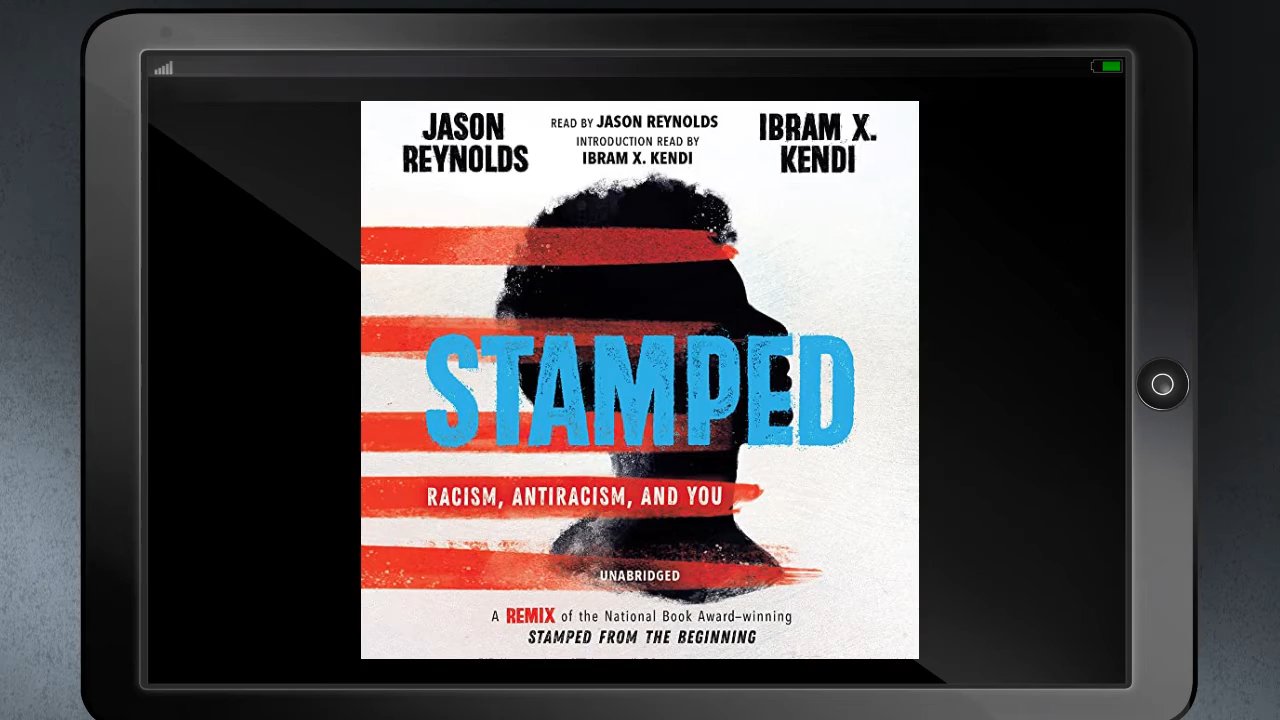 JASON
REYNOLDS
READ BY JASON REYNOLDS
INTRODUCTION READ BY
IBRAM X. KENDI
IBRAM X.
KENDI
STAMPED
RACISM, ANTIRACISM, AND YOU
UNABRIDGED
A REMIX of the National Book Award–winning
STAMPED FROM THE BEGINNING